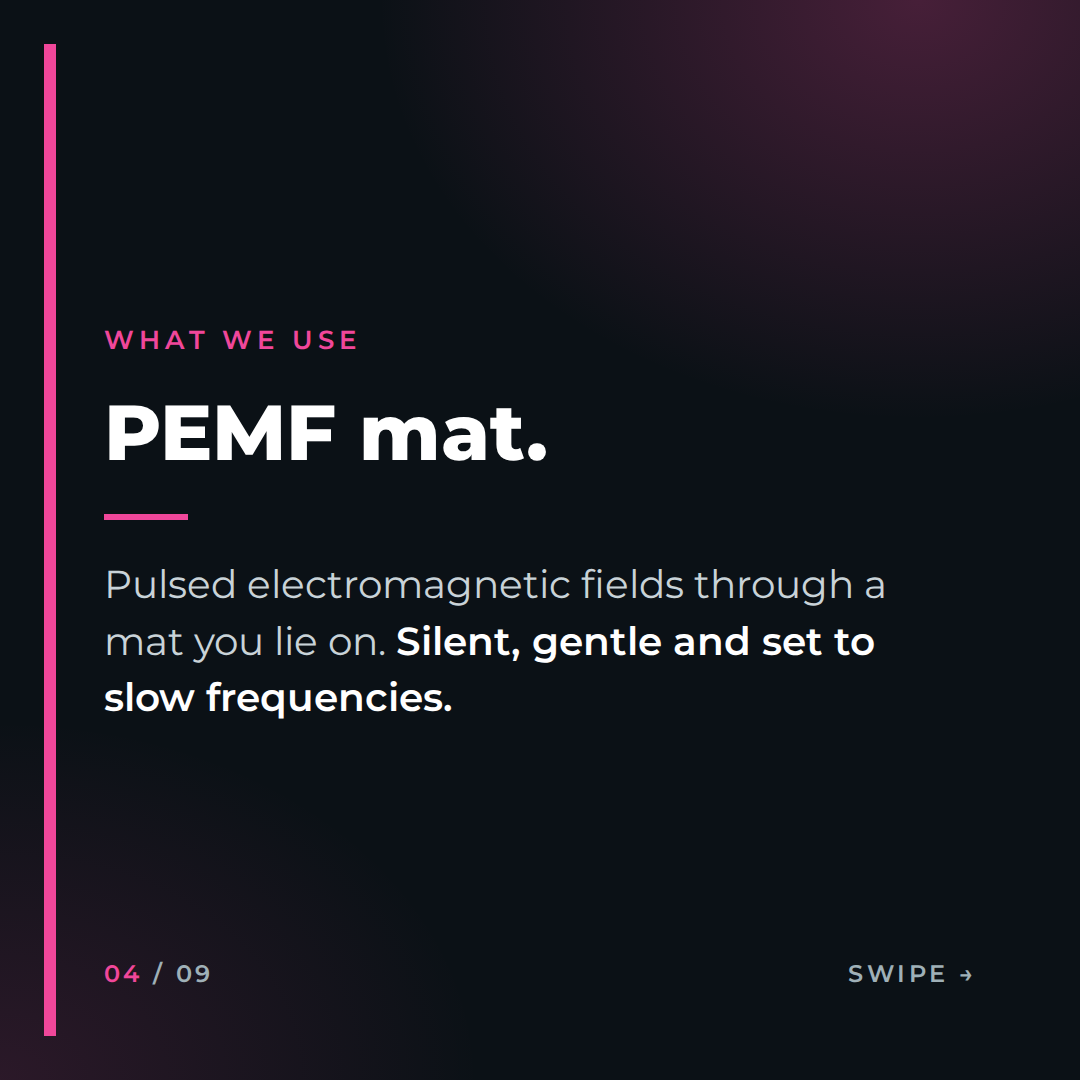 WHAT WE USE
PEMF mat.
Pulsed electromagnetic fields through a
mat you lie on. Silent, gentle and set to
slow frequencies.
04 / 09
SWIPE →